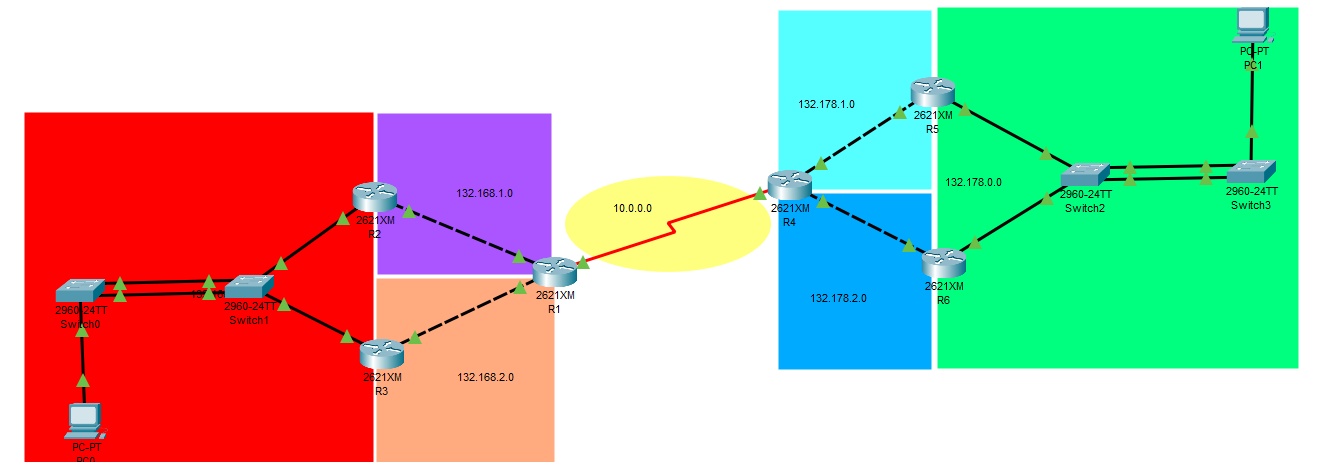 PC-PT
PC1
132.178.1.0
2621XM
R5
132.178.0.0
2960-24TT
Switch2
2960-24TT
Switch3
132.168.1.0
10.0.0.0
2621XM
R4
2621XM
R2
2621XM
R6
132.178.2.0
2621XM
R1
2960-24TT
Switch0
2960-24TT
Switch1
2621XM
R3
132.168.2.0
PC-PT
PC0